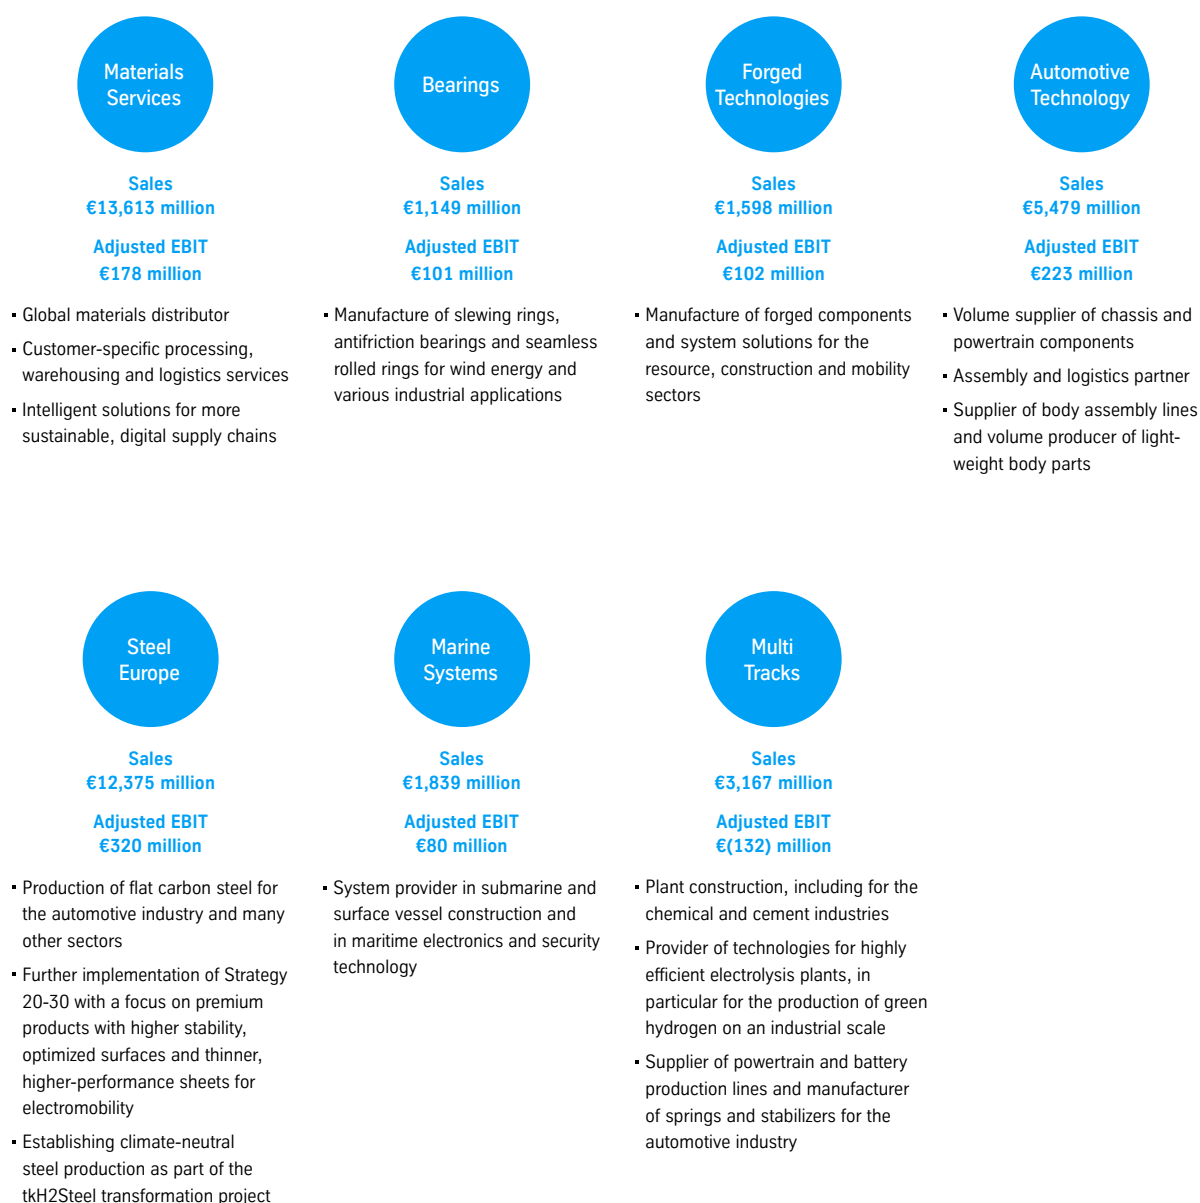 Materials
Services
Sales
€13,613 million
Adjusted EBIT
€178 million
▪ Global materials distributor
▪ Customer-specific processing,
warehousing and logistics services
▪ Intelligent solutions for more
sustainable, digital supply chains
Bearings
Sales
€1,149 million
Adjusted EBIT
€101 million
▪ Manufacture of slewing rings,
antifriction bearings and seamless
rolled rings for wind energy and
various industrial applications
Forged
Technologies
Sales
€1,598 million
Adjusted EBIT
€102 million
▪ Manufacture of forged components
and system solutions for the
resource, construction and mobility
sectors
Automotive
Technology
Sales
€5,479 million
Adjusted EBIT
€223 million
▪ Volume supplier of chassis and
powertrain components
▪ Assembly and logistics partner
▪ Supplier of body assembly lines
and volume producer of light-
weight body parts
Steel
Europe
Sales
€12,375 million
Adjusted EBIT
€320 million
▪ Production of flat carbon steel for
the automotive industry and many
other sectors
▪ Further implementation of Strategy
20-30 with a focus on premium
products with higher stability,
optimized surfaces and thinner,
higher-performance sheets for
electromobility
▪ Establishing climate-neutral
steel production as part of the
tkH2Steel transformation project
Marine
Systems
Sales
€1,839 million
Adjusted EBIT
€80 million
▪ System provider in submarine and
surface vessel construction and
in maritime electronics and security
technology
Multi
Tracks
Sales
€3,167 million
Adjusted EBIT
€(132) million
▪ Plant construction, including for the
chemical and cement industries
▪ Provider of technologies for highly
efficient electrolysis plants, in
particular for the production of green
hydrogen on an industrial scale
▪ Supplier of powertrain and battery
production lines and manufacturer
of springs and stabilizers for the
automotive industry